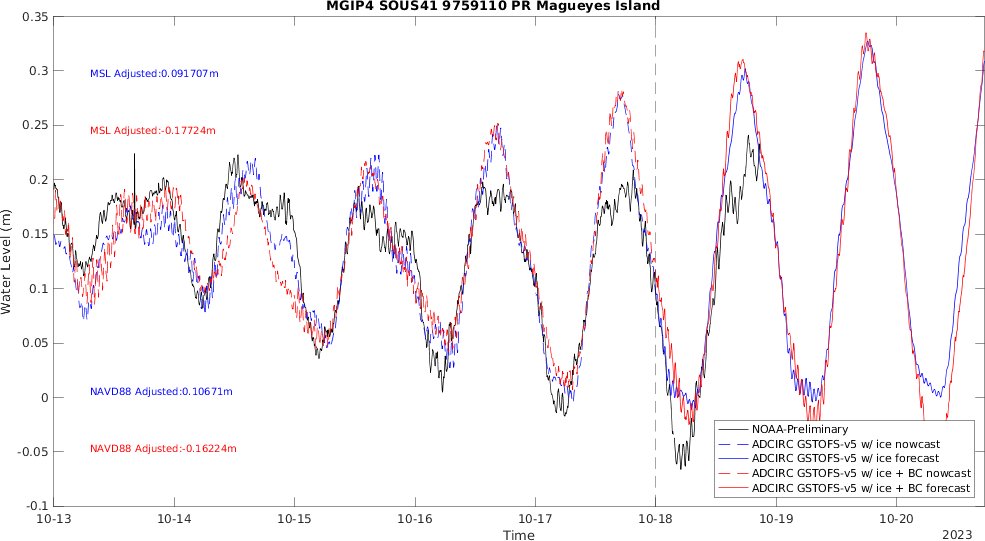 MGIP4 SOUS41 9759110 PR Magueyes Island
0.35
0.3
0.25
0.2
0.15
0.1
0.05
0
-0.05
-0.1
Water Level (m)
MSL Adjusted:0.091707m
MSL Adjusted:-0.17724m
NAVD88 Adjusted:0.10671m
NAVD88 Adjusted:-0.16224m
NOAA-Preliminary
ADCIRC GSTOFS-v5 w/ ice nowcast
ADCIRC GSTOFS-v5 w/ ice forecast
ADCIRC GSTOFS-v5 w/ ice + BC nowcast
ADCIRC GSTOFS-v5 w/ ice + BC forecast
10-13 10-14 10-15 10-16 10-17 10-18 10-19 10-20
Time
2023